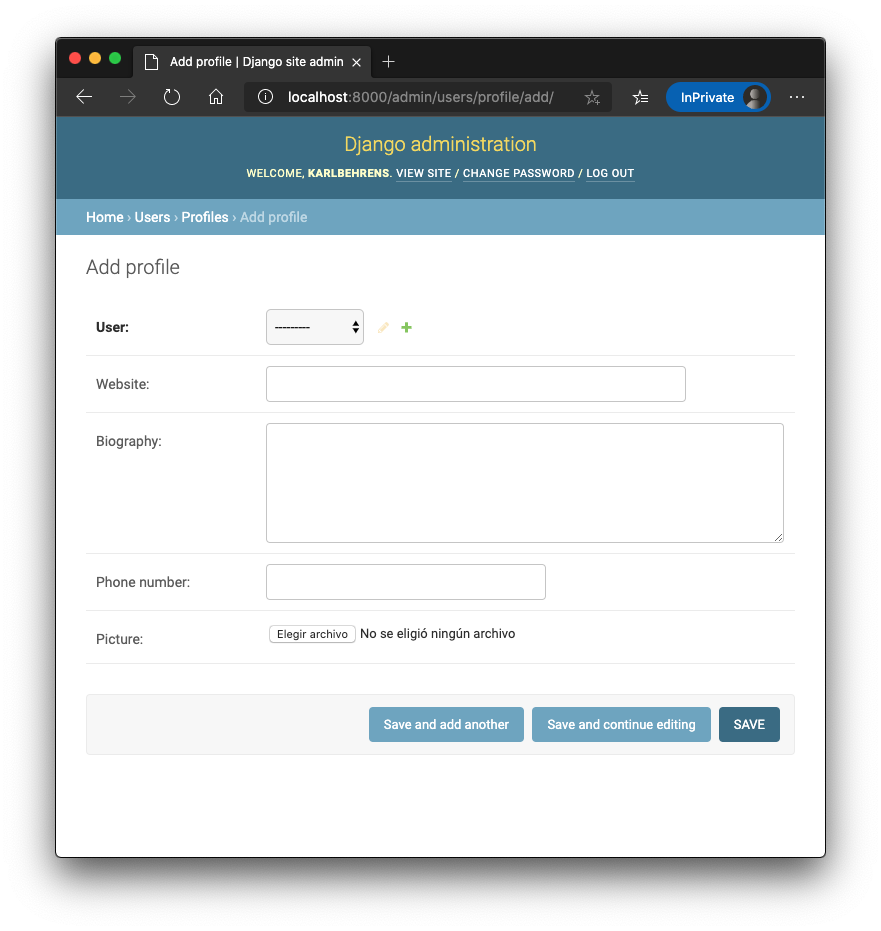 Add profile | Django site admin
localhost:8000/admin/users/profile/add/
InPrivate
Django administration
WELCOME, KARLBEHRENS. VIEW SITE / CHANGE PASSWORD / LOG OUT
Home › Users › Profiles › Add profile
Add profile
User: ---------
Website:
Biography:
Phone number:
Picture: Elegir archivo No se eligió ningún archivo
Save and add another Save and continue editing SAVE